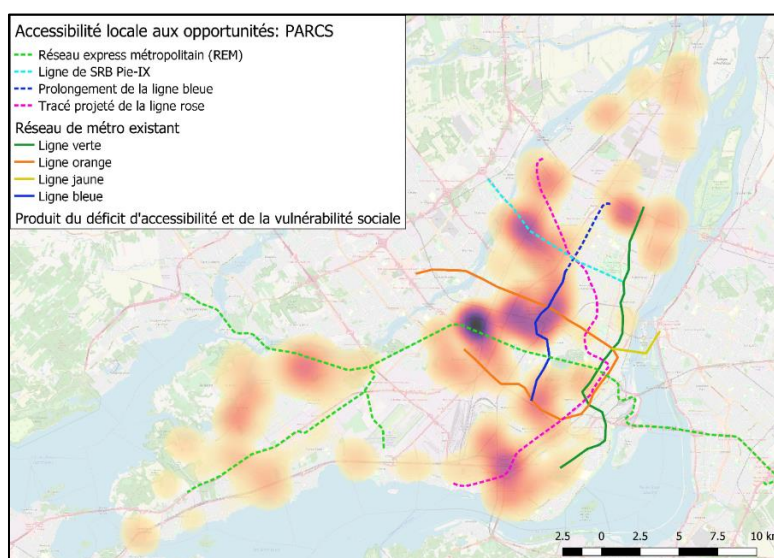 Accessibilité locale aux opportunités: PARCS
Réseau express métropolitain (REM)
Ligne de SRB Pie-IX
Prolongement de la ligne bleue
Tracé projeté de la ligne rose
Réseau de métro existant
Ligne verte
Ligne orange
Ligne jaune
Ligne bleue
Produit du déficit d'accessibilité et de la vulnérabilité sociale
2.5 0 2.5 5 7.5 10 km